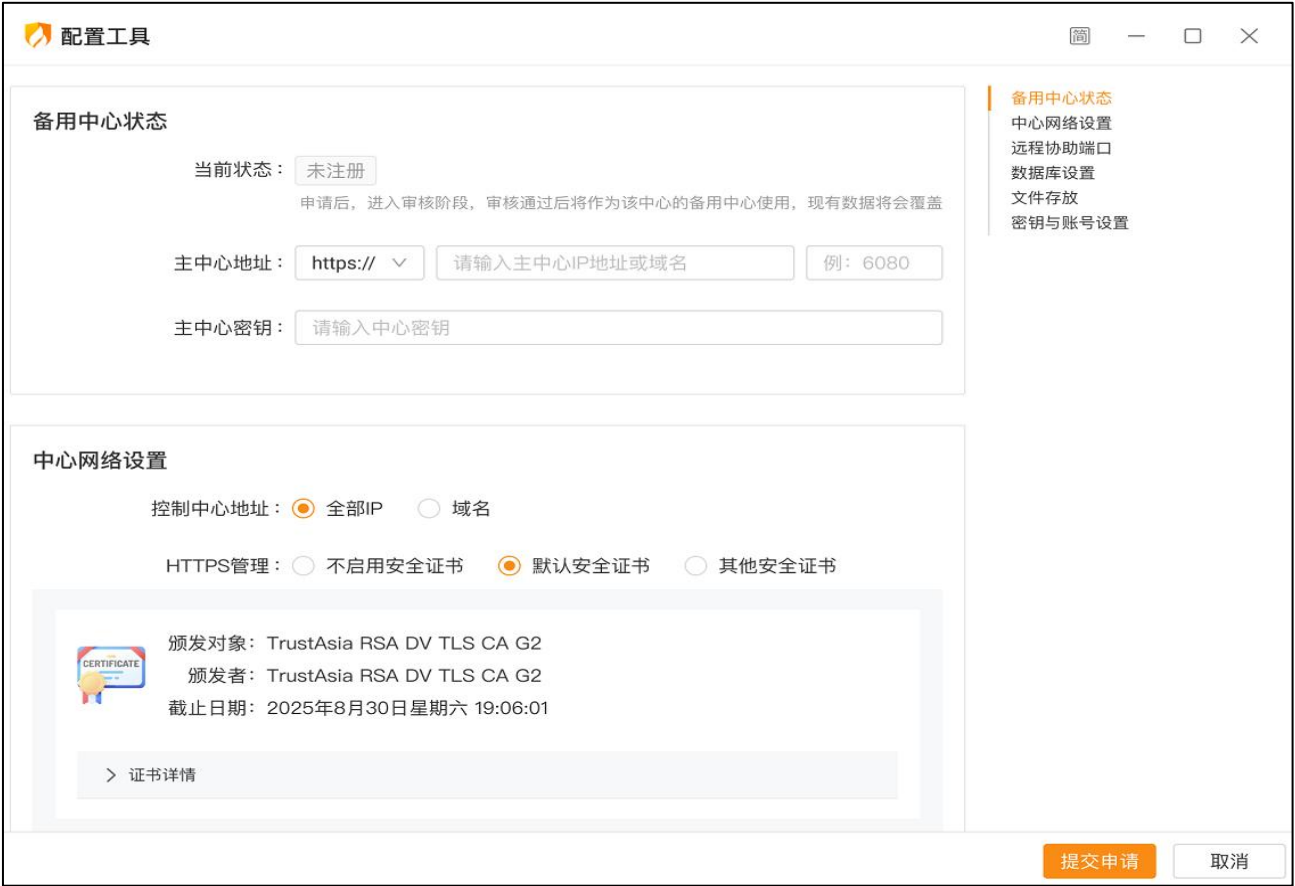 配置工具
简
备用中心状态
当前状态： 未注册
申请后，进入审核阶段，审核通过后将作为该中心的备用中心使用，现有数据将会覆盖
主中心地址： https:// 请输入主中心IP地址或域名 例：6080
主中心密钥： 请输入中心密钥
中心网络设置
控制中心地址： 全部IP 域名
HTTPS管理： 不启用安全证书 默认安全证书 其他安全证书
CERTIFICATE
颁发对象： TrustAsia RSA DV TLS CA G2
颁发者： TrustAsia RSA DV TLS CA G2
截止日期： 2025年8月30日星期六 19:06:01
证书详情
备用中心状态
中心网络设置
远程协助端口
数据库设置
文件存放
密钥与账号设置
提交申请 取消